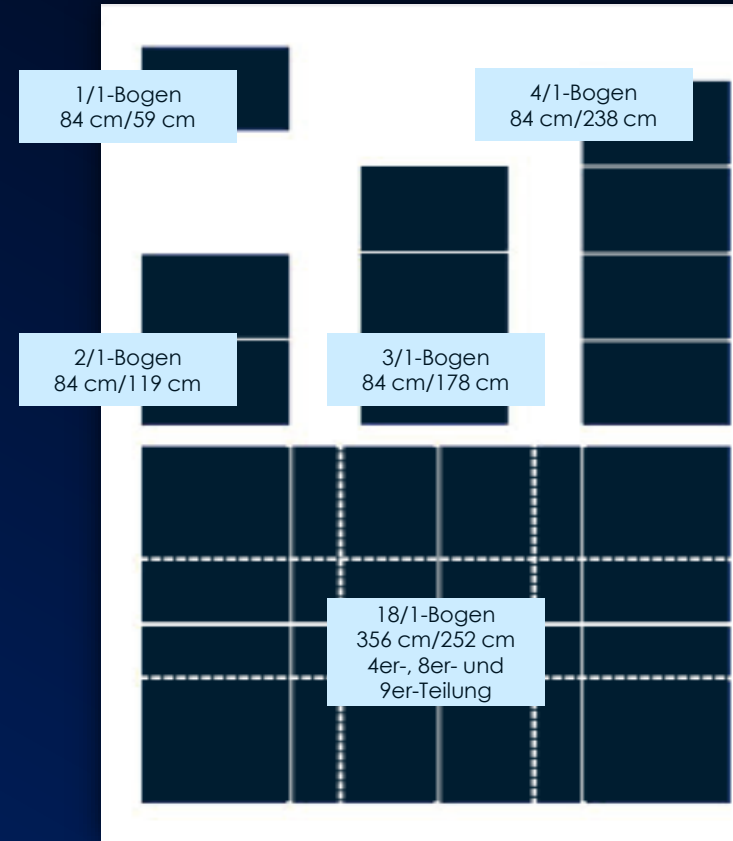 1/1-Bogen
84 cm/59 cm
4/1-Bogen
84 cm/238 cm
2/1-Bogen
84 cm/119 cm
3/1-Bogen
84 cm/178 cm
18/1-Bogen
356 cm/252 cm
4er-, 8er- und
9er-Teilung